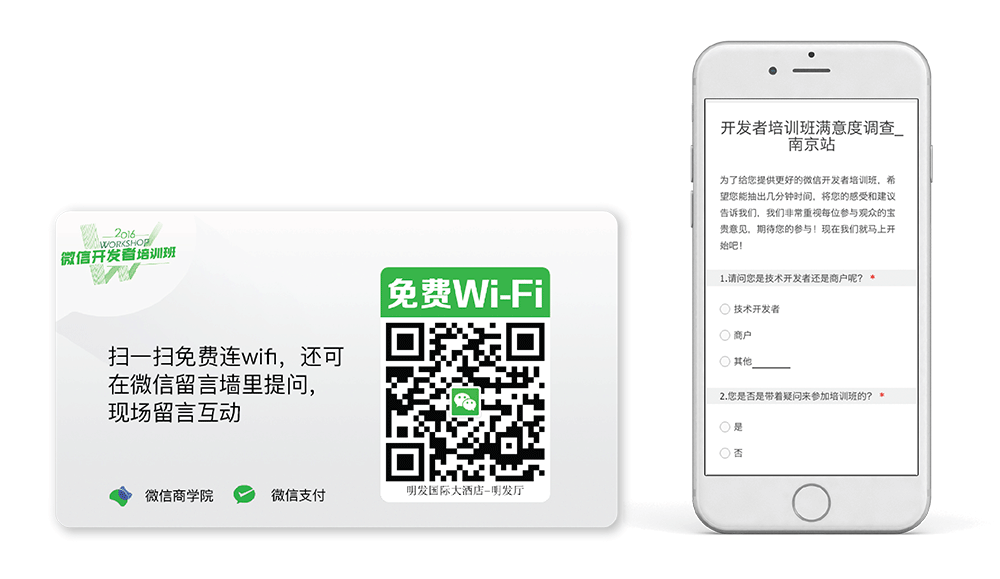 2016
WORKSHOP
微信开发者培训班
扫一扫免费连wifi，还可
在微信留言墙里提问，
现场留言互动
微信商学院
微信支付
免费Wi-Fi
明发国际大酒店-明发厅
开发者培训班满意度调查_
南京站
为了给您提供更好的微信开发者培训班，希
望您能抽出几分钟时间，将您的感受和建议
告诉我们，我们非常重视每位参与观众的宝
贵意见，期待您的参与！现在我们就马上开
始吧！
1.请问您是技术开发者还是商户呢？ *
技术开发者
商户
其他______
2.您是否是带着疑问来参加培训班的？ *
是
否